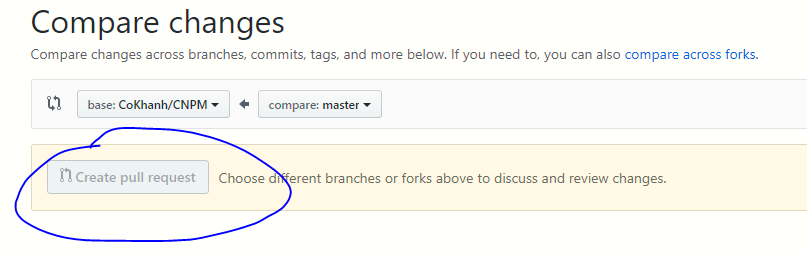 Compare changes
Compare changes across branches, commits, tags, and more below. If you need to, you can also compare across forks.
base: CoKhanh/CNPM compare: master
Create pull request Choose different branches or forks above to discuss and review changes.